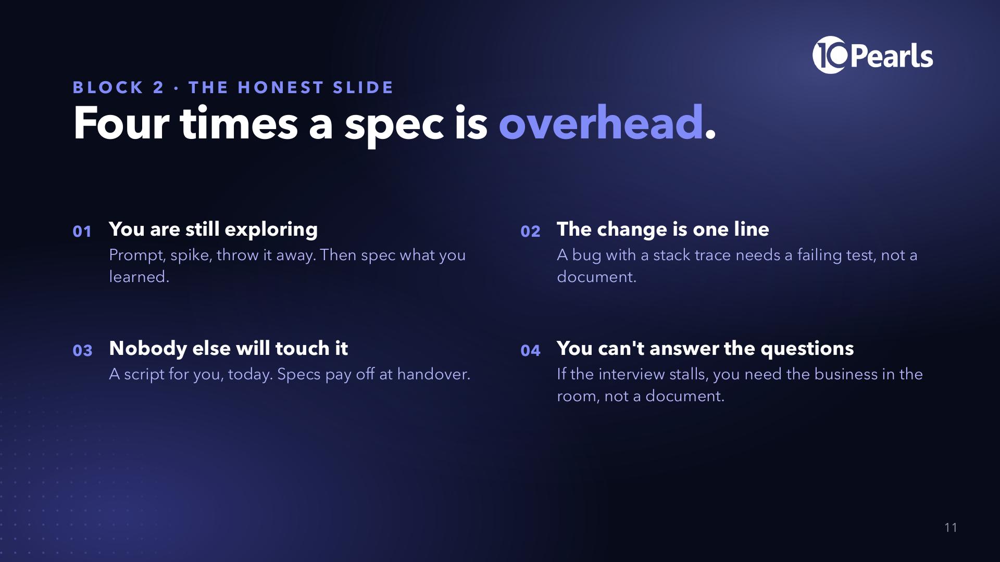 10Pearls
BLOCK 2 · THE HONEST SLIDE
Four times a spec is overhead.
01 You are still exploring
Prompt, spike, throw it away. Then spec what you
learned.
02 The change is one line
A bug with a stack trace needs a failing test, not a
document.
03 Nobody else will touch it
A script for you, today. Specs pay off at handover.
04 You can't answer the questions
If the interview stalls, you need the business in the
room, not a document.
11